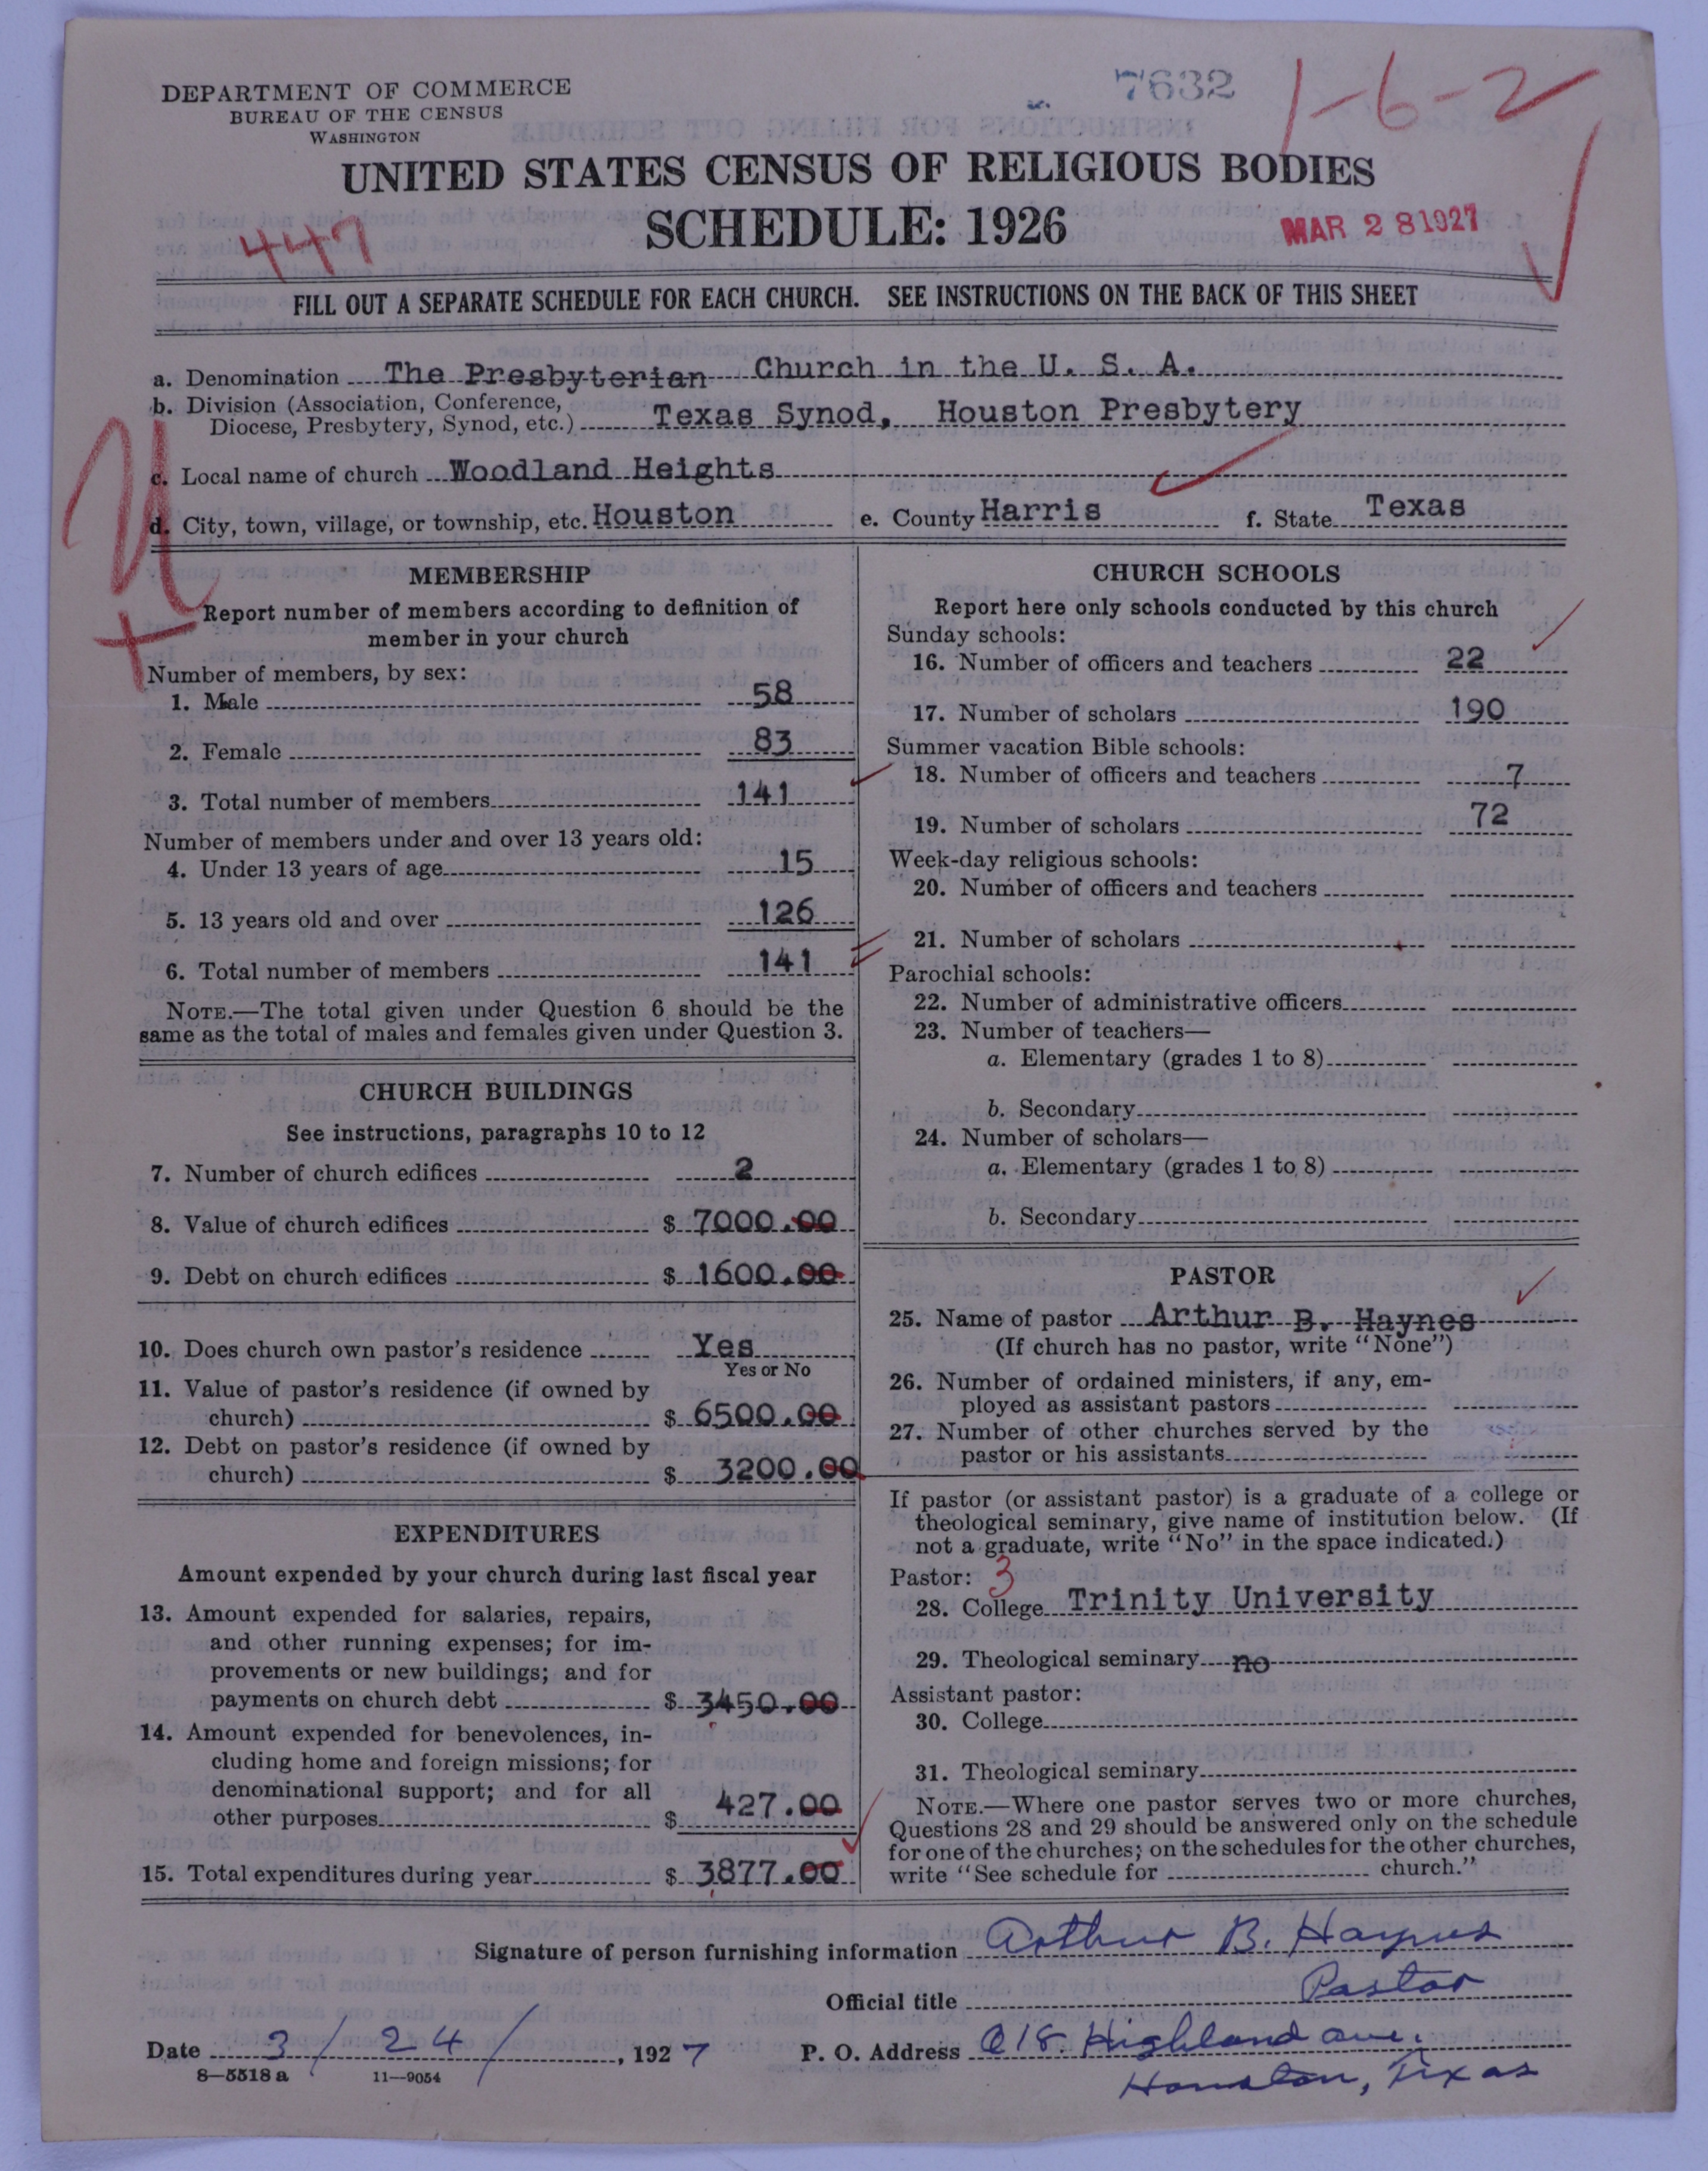 7632
1-6-2
DEPARTMENT OF COMMERCE
BUREAU OF THE CENSUS
WASHINGTON
UNITED STATES CENSUS OF RELIGIOUS BODIES
SCHEDULE: 1926
447
MAR 28 1927
FILL OUT A SEPARATE SCHEDULE FOR EACH CHURCH. SEE INSTRUCTIONS ON THE BACK OF THIS SHEET
a. Denomination The Presbyterian Church in the U. S. A.
b. Division (Association, Conference,
Diocese, Presbytery, Synod, etc.) Texas Synod, Houston Presbytery
c. Local name of church Woodland Heights
d. City, town, village, or township, etc. Houston e. County Harris f. State Texas
MEMBERSHIP
Report number of members according to definition of
member in your church
Number of members, by sex:
1. Male 58
2. Female 83
3. Total number of members 141
Number of members under and over 13 years old:
4. Under 13 years of age 15
5. 13 years old and over 126
6. Total number of members 141
NOTE.—The total given under Question 6 should be the
same as the total of males and females given under Question 3.
CHURCH BUILDINGS
See instructions, paragraphs 10 to 12
7. Number of church edifices 2
8. Value of church edifices $ 7000.00
9. Debt on church edifices $ 1600.00
10. Does church own pastor's residence Yes
Yes or No
11. Value of pastor's residence (if owned by
church) $ 6500.00
12. Debt on pastor's residence (if owned by
church) $ 3200.00
EXPENDITURES
Amount expended by your church during last fiscal year
13. Amount expended for salaries, repairs,
and other running expenses; for im-
provements or new buildings; and for
payments on church debt $ 3450.00
14. Amount expended for benevolences, in-
cluding home and foreign missions; for
denominational support; and for all
other purposes $ 427.00
15. Total expenditures during year $ 3877.00
CHURCH SCHOOLS
Report here only schools conducted by this church
Sunday schools:
16. Number of officers and teachers 22
17. Number of scholars 190
Summer vacation Bible schools:
18. Number of officers and teachers 7
19. Number of scholars 72
Week-day religious schools:
20. Number of officers and teachers
21. Number of scholars
Parochial schools:
22. Number of administrative officers
23. Number of teachers—
a. Elementary (grades 1 to 8)
b. Secondary
24. Number of scholars—
a. Elementary (grades 1 to 8)
b. Secondary
PASTOR
25. Name of pastor Arthur B. Haynes
(If church has no pastor, write "None")
26. Number of ordained ministers, if any, em-
ployed as assistant pastors
27. Number of other churches served by the
pastor or his assistants
If pastor (or assistant pastor) is a graduate of a college or
theological seminary, give name of institution below. (If
not a graduate, write "No" in the space indicated.)
Pastor: 3
28. College Trinity University
29. Theological seminary no
Assistant pastor:
30. College
31. Theological seminary
NOTE.—Where one pastor serves two or more churches,
Questions 28 and 29 should be answered only on the schedule
for one of the churches; on the schedules for the other churches,
write "See schedule for church."
Signature of person furnishing information Arthur B. Haynes
Official title Pastor
Date 3/24/, 1927 P. O. Address Highland ave.
8—5518 a 11—9054 Houston, Texas